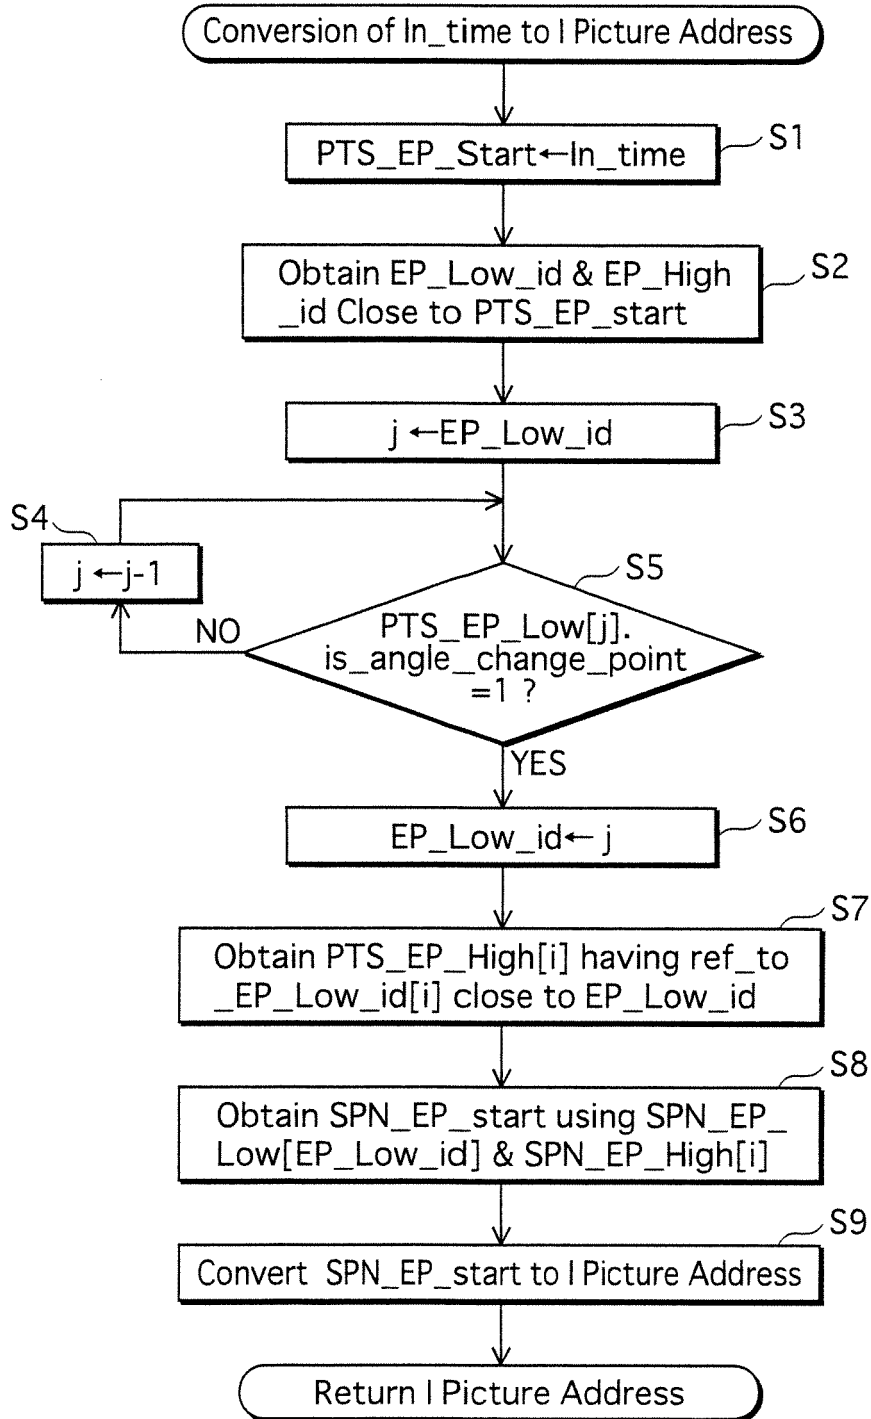 Conversion of In_time to I Picture Address
PTS_EP_Start←In_time
S1
Obtain EP_Low_id & EP_High
_id Close to PTS_EP_start
S2
j ←EP_Low_id
S3
S4
j ←j-1
NO
S5
PTS_EP_Low[j].
is_angle_change_point
=1 ?
YES
EP_Low_id← j
S6
S7
Obtain PTS_EP_High[i] having ref_to
_EP_Low_id[i] close to EP_Low_id
S8
Obtain SPN_EP_start using SPN_EP_
Low[EP_Low_id] & SPN_EP_High[i]
S9
Convert SPN_EP_start to I Picture Address
Return I Picture Address